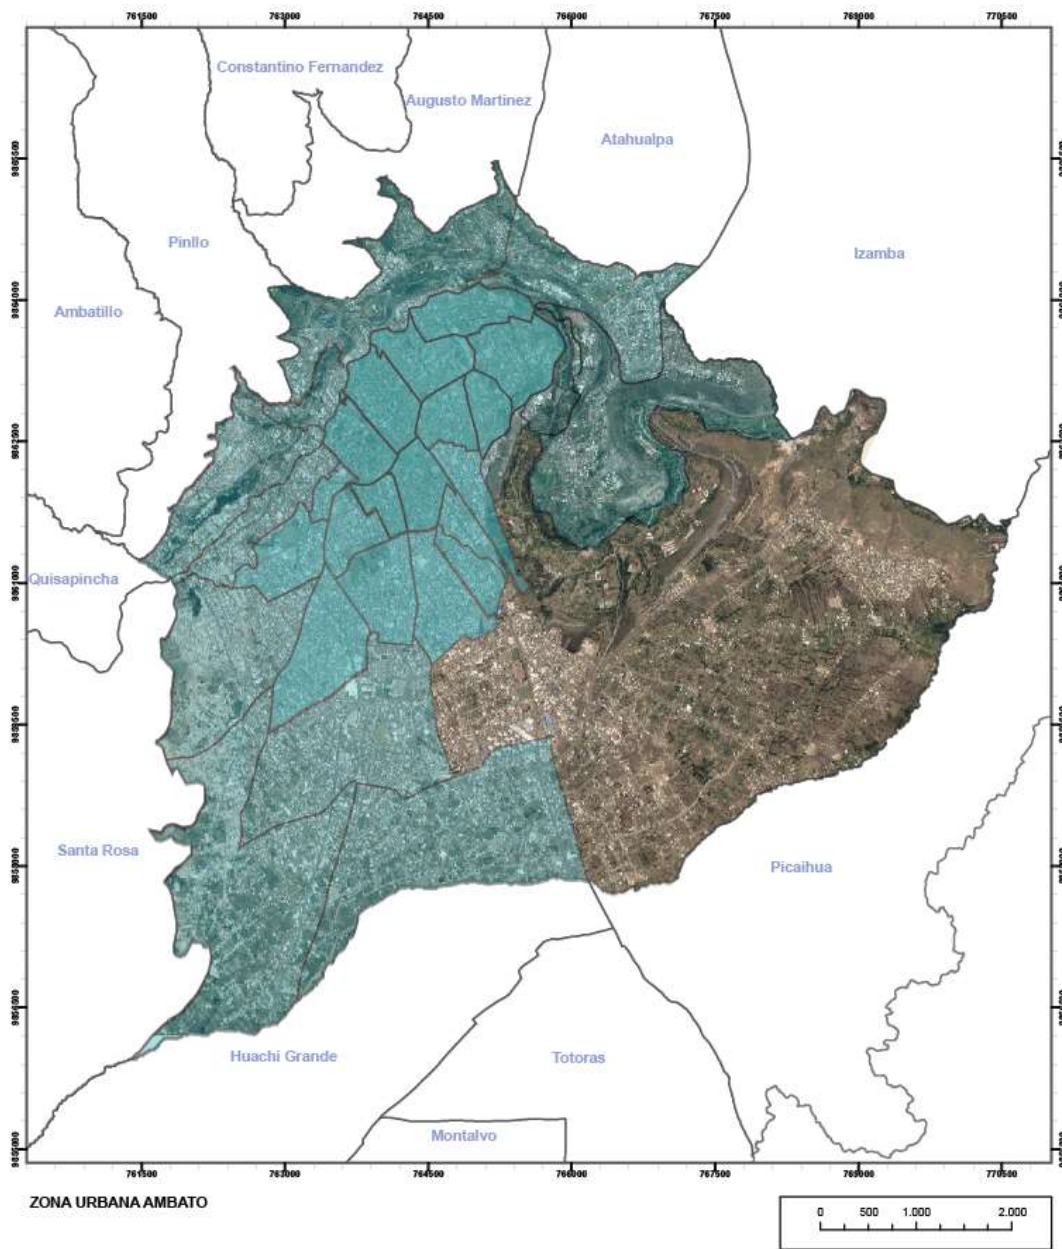 761500 763000 764500 766000 767500 769000 770500
Constantino Fernandez
Augusto Martinez
Atahualpa
Pinllo
Izamba
Ambatillo
Quisapincha
Santa Rosa
Picaihua
Huachi Grande
Totoras
Montalvo
761500 763000 764500 766000 767500 769000 770500
ZONA URBANA AMBATO
0 500 1.000 2.000